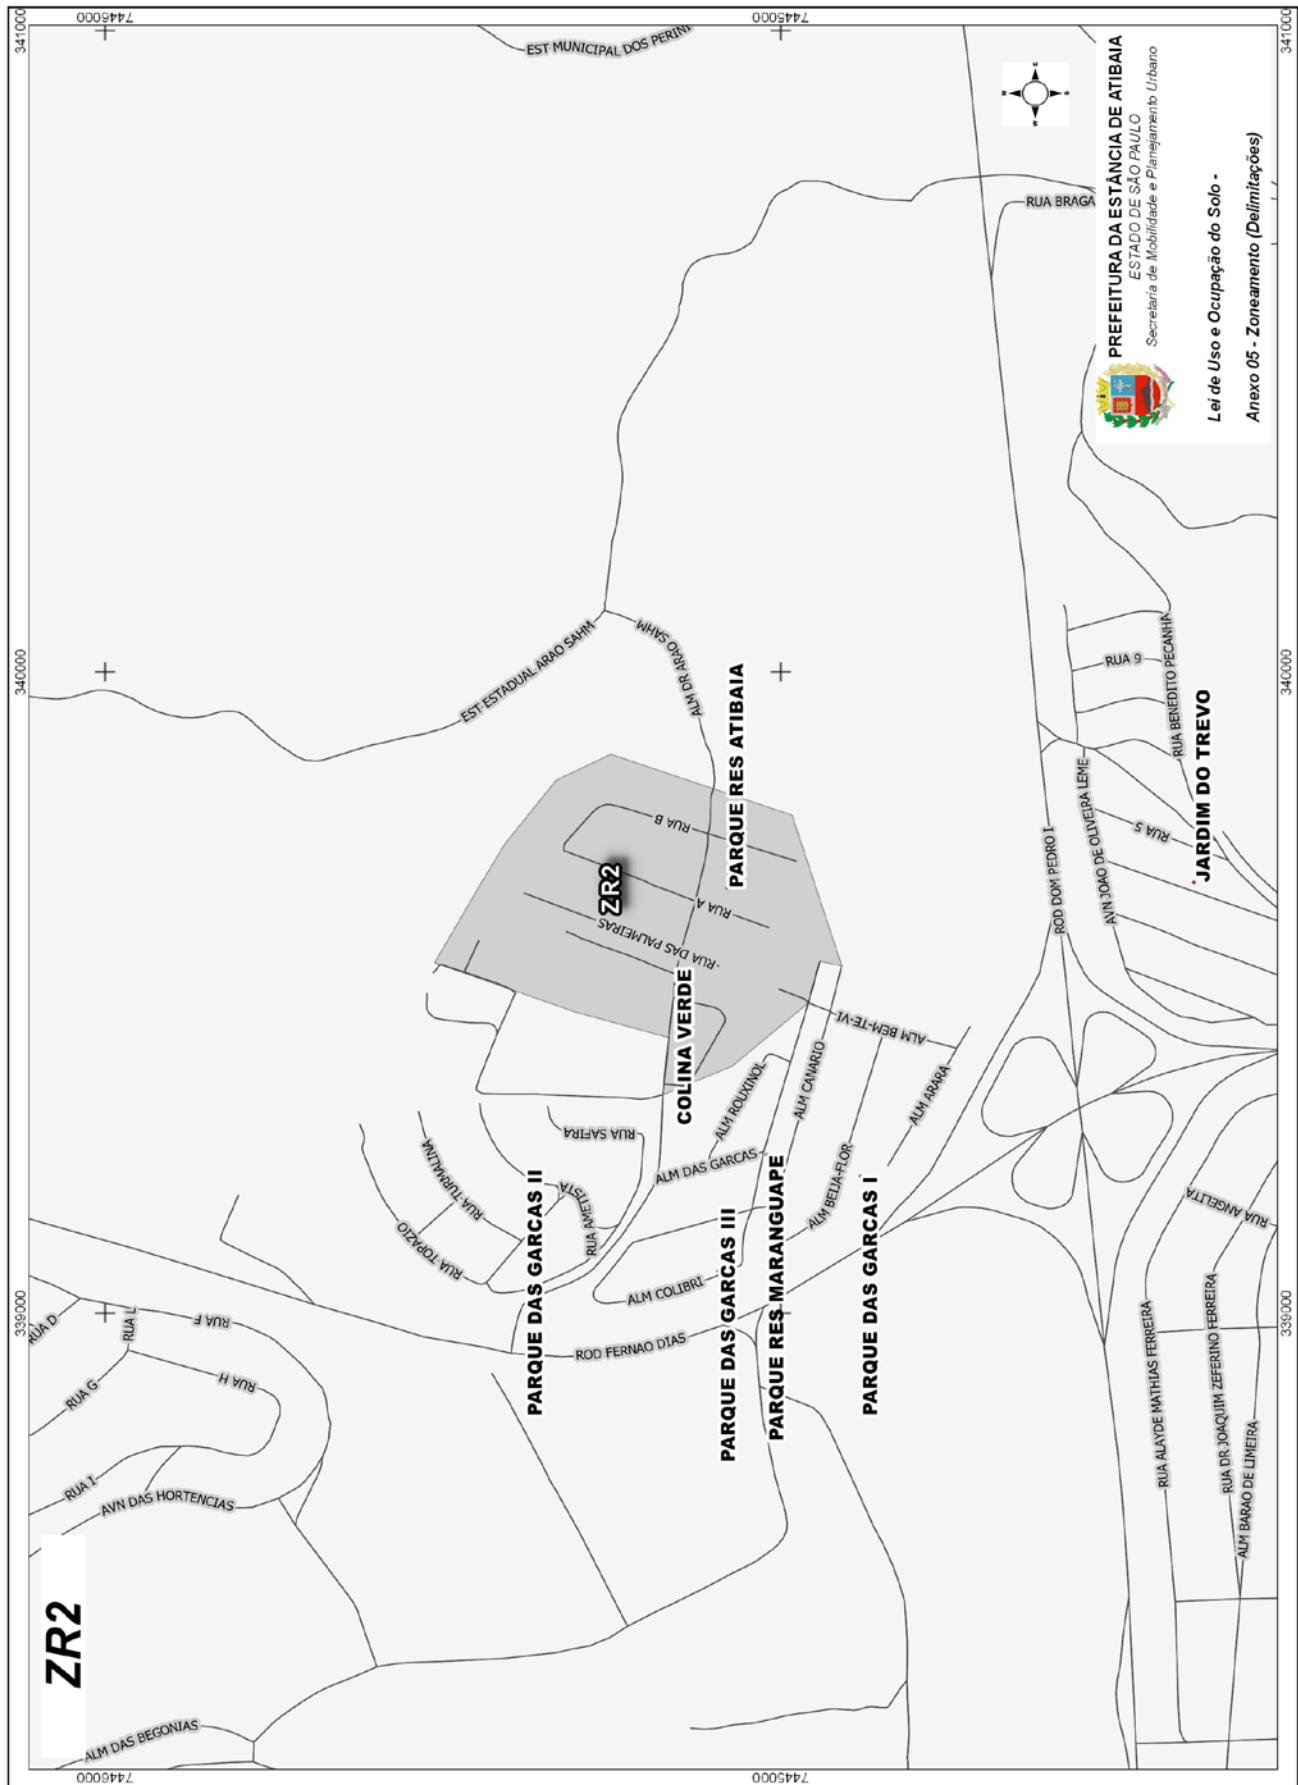 ZR2
341000
340000
339000
7446000
7445000
7446000
7445000
341000
340000
339000
EST MUNICIPAL DOS PERINI
EST ESTADUAL ARAO SAHM
ALM DR ARAO SAHM
RUA BRAGA
ZR2
RUA B
RUA A
RUA DAS PALMEIRAS
PARQUE RES ATIBAIA
COLINA VERDE
ALM BEM-TE-VI
ALM CANARIO
ALM ROUXINOL
ALM ARARA
ALM BEIJA-FLOR
ALM DAS GARCAS
ALM COLIBRI
RUA SAFIRA
RUA AMETISTA
RUA TURMALINA
RUA TOPAZIO
PARQUE DAS GARCAS II
PARQUE DAS GARCAS III
PARQUE RES MARANGUAPE
PARQUE DAS GARCAS I
ROD FERNAO DIAS
ROD DOM PEDRO I
RUA D
RUA L
RUA F
RUA G
RUA H
RUA I
AVN DAS HORTENCIAS
ALM DAS BEGONIAS
AVN JOAO DE OLIVEIRA LEME
RUA 9
RUA BENEDITO PECANHA
RUA 5
JARDIM DO TREVO
RUA ANGELITA
RUA ALAYDE MATHIAS FERREIRA
RUA DR JOAQUIM ZEFERINO FERREIRA
ALM BARAO DE LIMEIRA
N
W
E
S
PREFEITURA DA ESTÂNCIA DE ATIBAIA
ESTADO DE SÃO PAULO
Secretaria de Mobilidade e Planejamento Urbano
Lei de Uso e Ocupação do Solo -
Anexo 05 - Zoneamento (Delimitações)